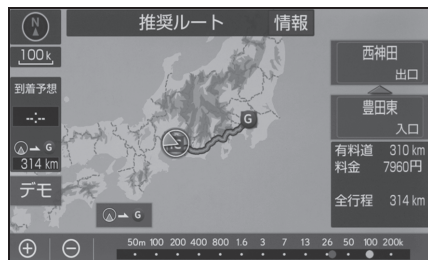 N
推奨ルート 情報
100k
到着予想
--:--
G
314 km
デモ
G
G
西神田
出口
豊田東
入口
有料道 310 km
料金 7960円
全行程 314 km
50m 100 200 400 800 1.6 3 7 13 26 50 100 200k